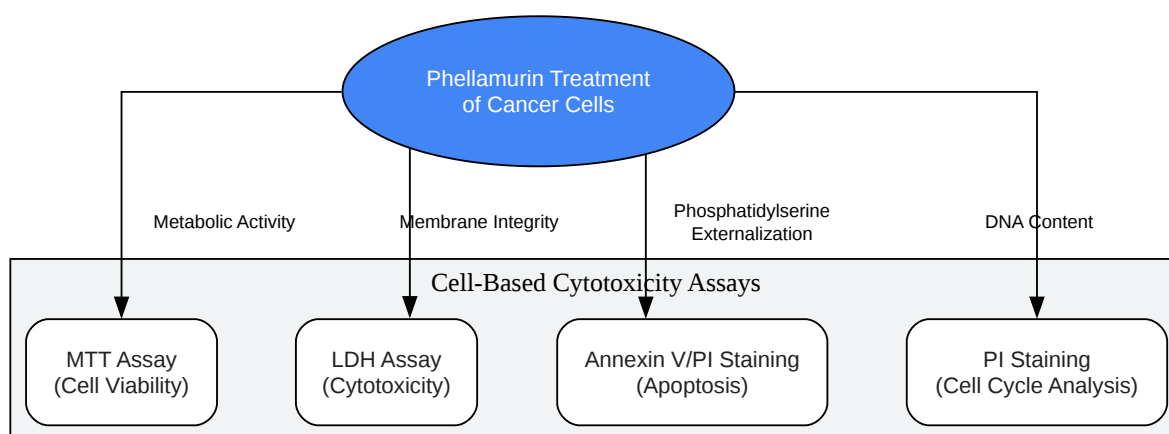 Phellamurin Treatment
of Cancer Cells
Metabolic Activity
Membrane Integrity
Phosphatidylserine
Externalization
DNA Content
Cell-Based Cytotoxicity Assays
MTT Assay
(Cell Viability)
LDH Assay
(Cytotoxicity)
Annexin V/PI Staining
(Apoptosis)
PI Staining
(Cell Cycle Analysis)